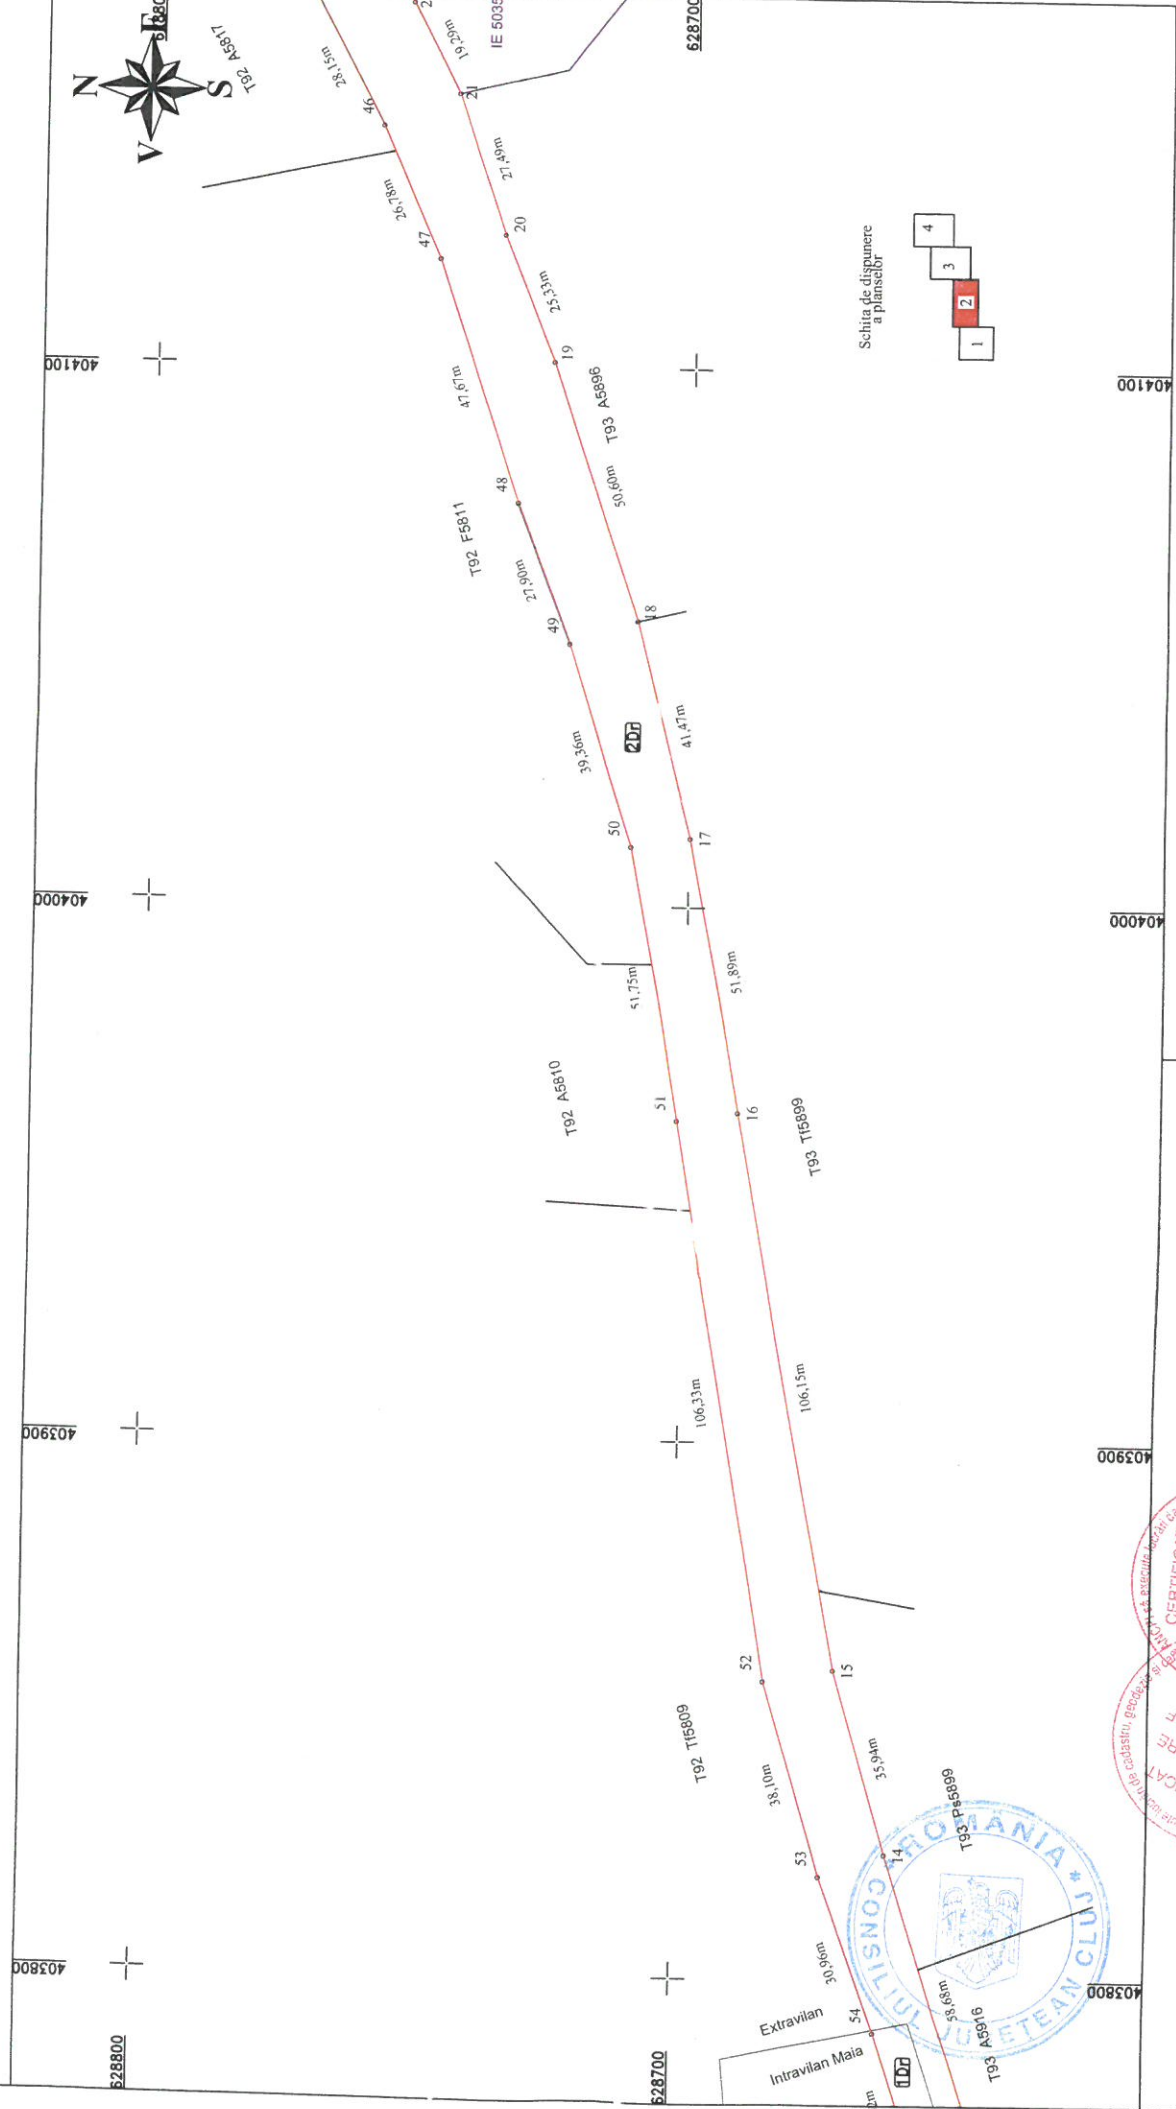 N
E
S
V
T92 A5817
28,15m
46
26,78m
47
47,67m
48
T92 F5811
27,90m
49
39,36m
50
51,75m
T92 A5810
51
106,33m
52
T92 Tf5809
38,10m
53
30,96m
54
Extravilan
Intravilan Maia
1Dr
2Dr
19,29m
IE 5035
21
27,49m
20
25,33m
19
T93 A5896
50,60m
18
41,47m
17
51,89m
16
T93 Tf5899
106,15m
15
35,94m
14
T93 Ps5899
58,68m
T93 A5916
Schita de dispunere
a planselor
1
2
3
4
404100
404000
403900
403800
404100
404000
403900
403800
628800
628700
628700
ROMÂNIA * CONSILIUL JUDEȚEAN CLUJ *